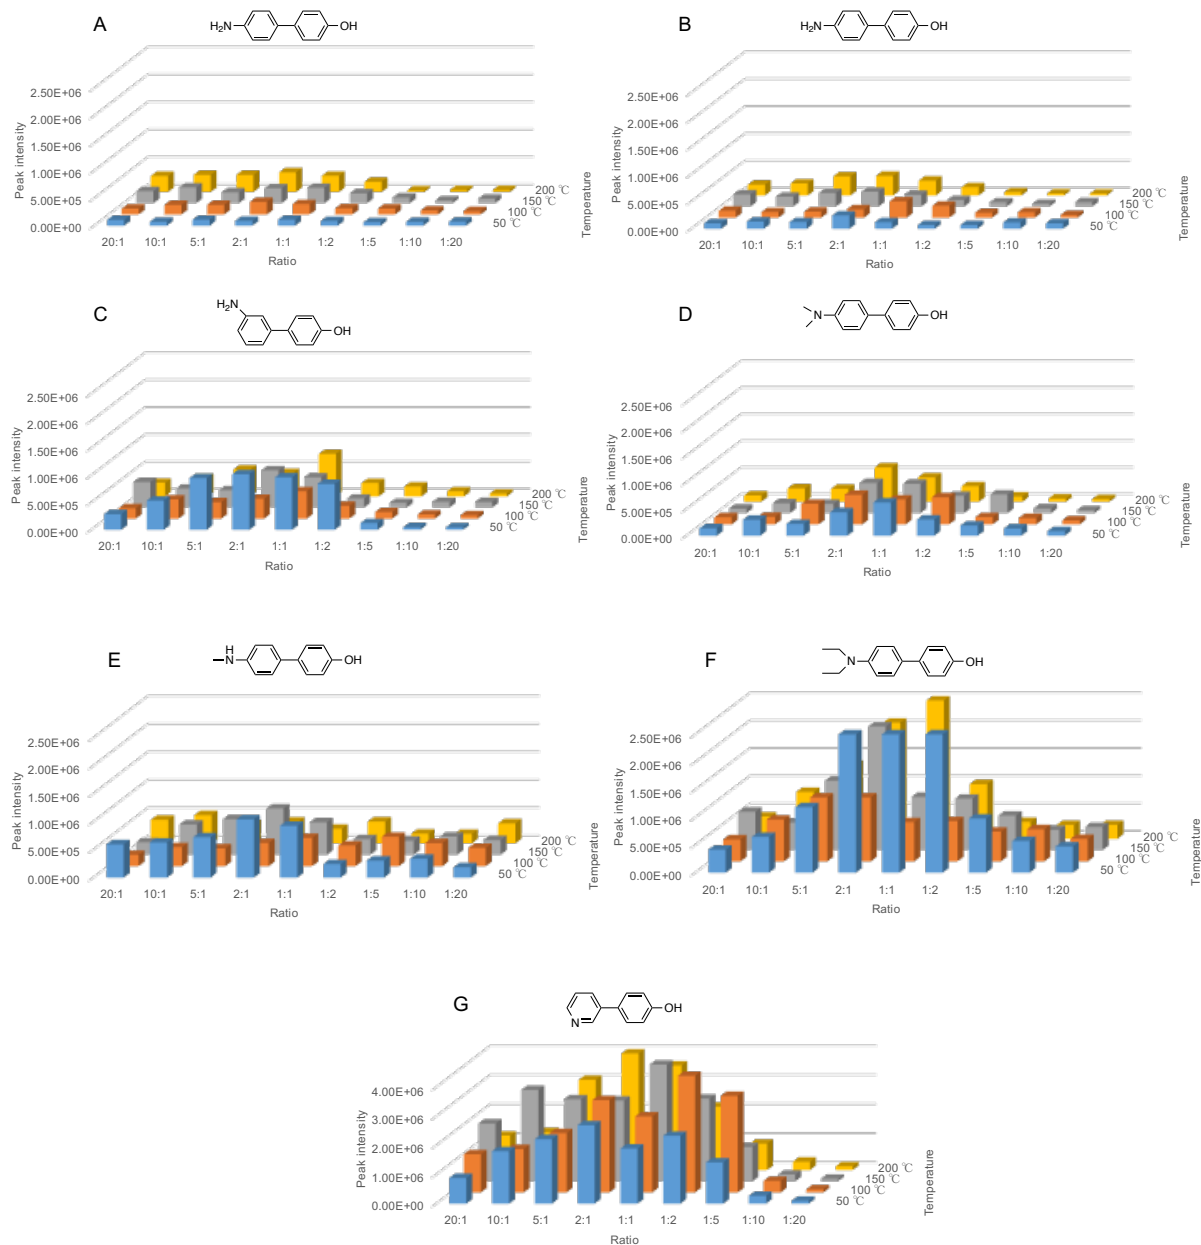 A
H₂N
OH
2.50E+06
2.00E+06
1.50E+06
1.00E+06
5.00E+05
0.00E+00
Peak intensity
20:1 10:1 5:1 2:1 1:1 1:2 1:5 1:10 1:20
Ratio
200 ℃
150 ℃
100 ℃
50 ℃
Temperature
B
H₂N
OH
2.50E+06
2.00E+06
1.50E+06
1.00E+06
5.00E+05
0.00E+00
Peak intensity
20:1 10:1 5:1 2:1 1:1 1:2 1:5 1:10 1:20
Ratio
200 ℃
150 ℃
100 ℃
50 ℃
Temperature
C
H₂N
OH
2.50E+06
2.00E+06
1.50E+06
1.00E+06
5.00E+05
0.00E+00
Peak intensity
20:1 10:1 5:1 2:1 1:1 1:2 1:5 1:10 1:20
Ratio
200 ℃
150 ℃
100 ℃
50 ℃
Temperature
D
N
OH
2.50E+06
2.00E+06
1.50E+06
1.00E+06
5.00E+05
0.00E+00
Peak intensity
20:1 10:1 5:1 2:1 1:1 1:2 1:5 1:10 1:20
Ratio
200 ℃
150 ℃
100 ℃
50 ℃
Temperature
E
H
N
OH
2.50E+06
2.00E+06
1.50E+06
1.00E+06
5.00E+05
0.00E+00
Peak intensity
20:1 10:1 5:1 2:1 1:1 1:2 1:5 1:10 1:20
Ratio
200 ℃
150 ℃
100 ℃
50 ℃
Temperature
F
N
OH
2.50E+06
2.00E+06
1.50E+06
1.00E+06
5.00E+05
0.00E+00
Peak intensity
20:1 10:1 5:1 2:1 1:1 1:2 1:5 1:10 1:20
Ratio
200 ℃
150 ℃
100 ℃
50 ℃
Temperature
G
N
OH
4.00E+06
3.00E+06
2.00E+06
1.00E+06
0.00E+00
Peak intensity
20:1 10:1 5:1 2:1 1:1 1:2 1:5 1:10 1:20
Ratio
200 ℃
150 ℃
100 ℃
50 ℃
Temperature